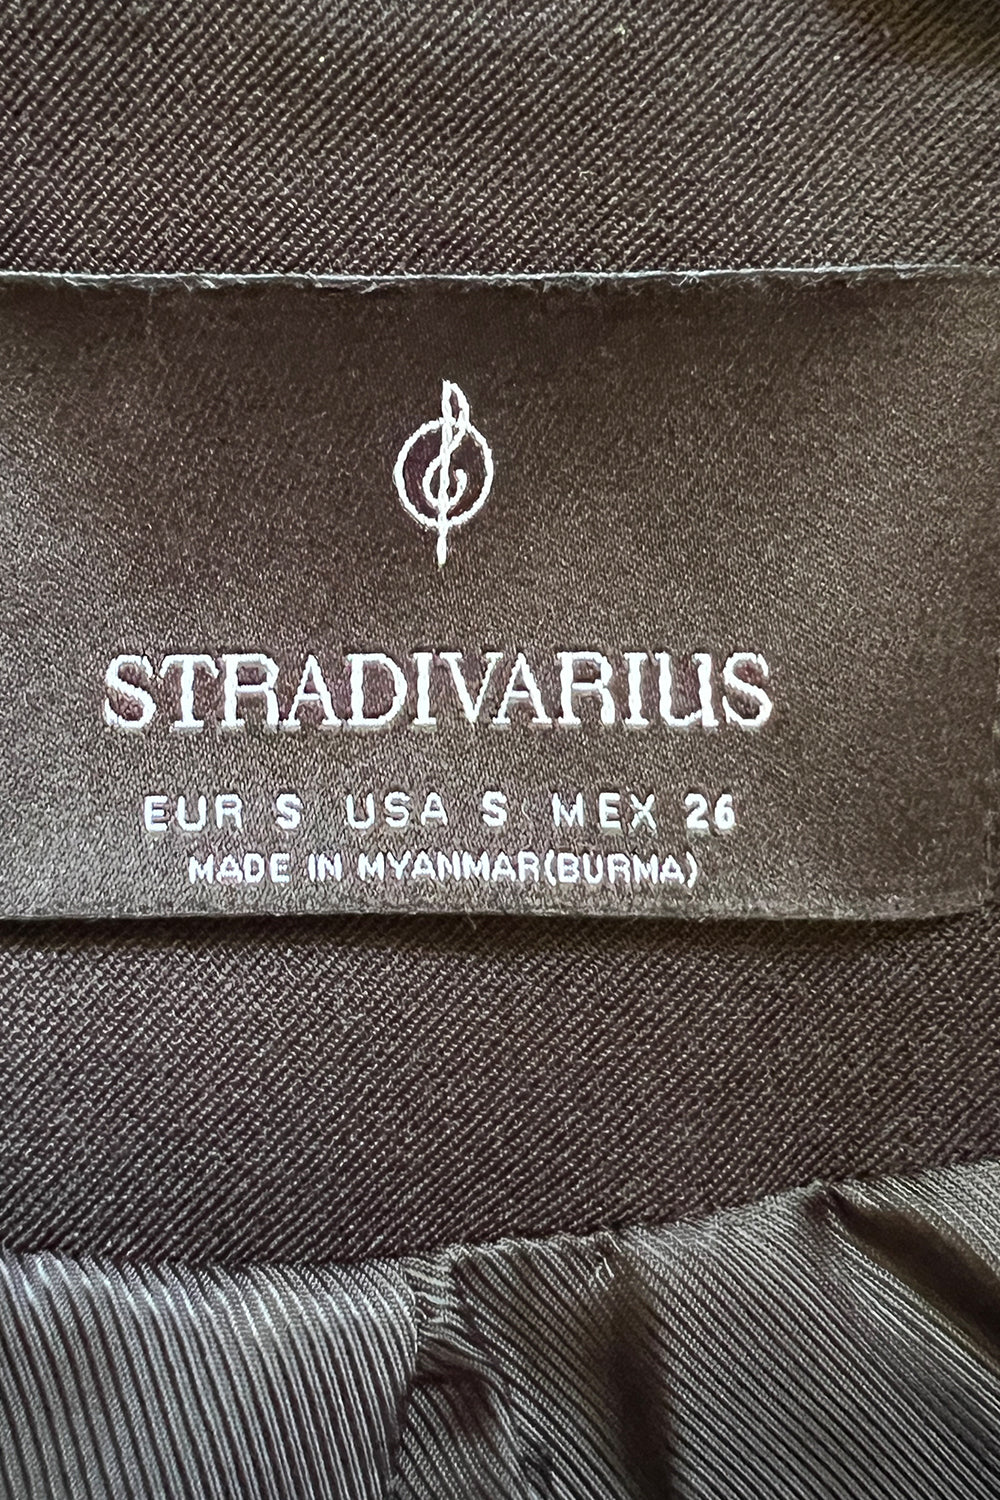 STRADIVARIUS
EUR S USA S MEX 26
MADE IN MYANMAR(BURMA)